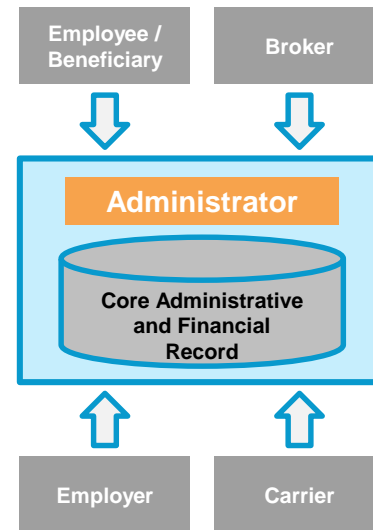 Employee /
Beneficiary
Broker
Administrator
Core Administrative
and Financial
Record
Employer
Carrier